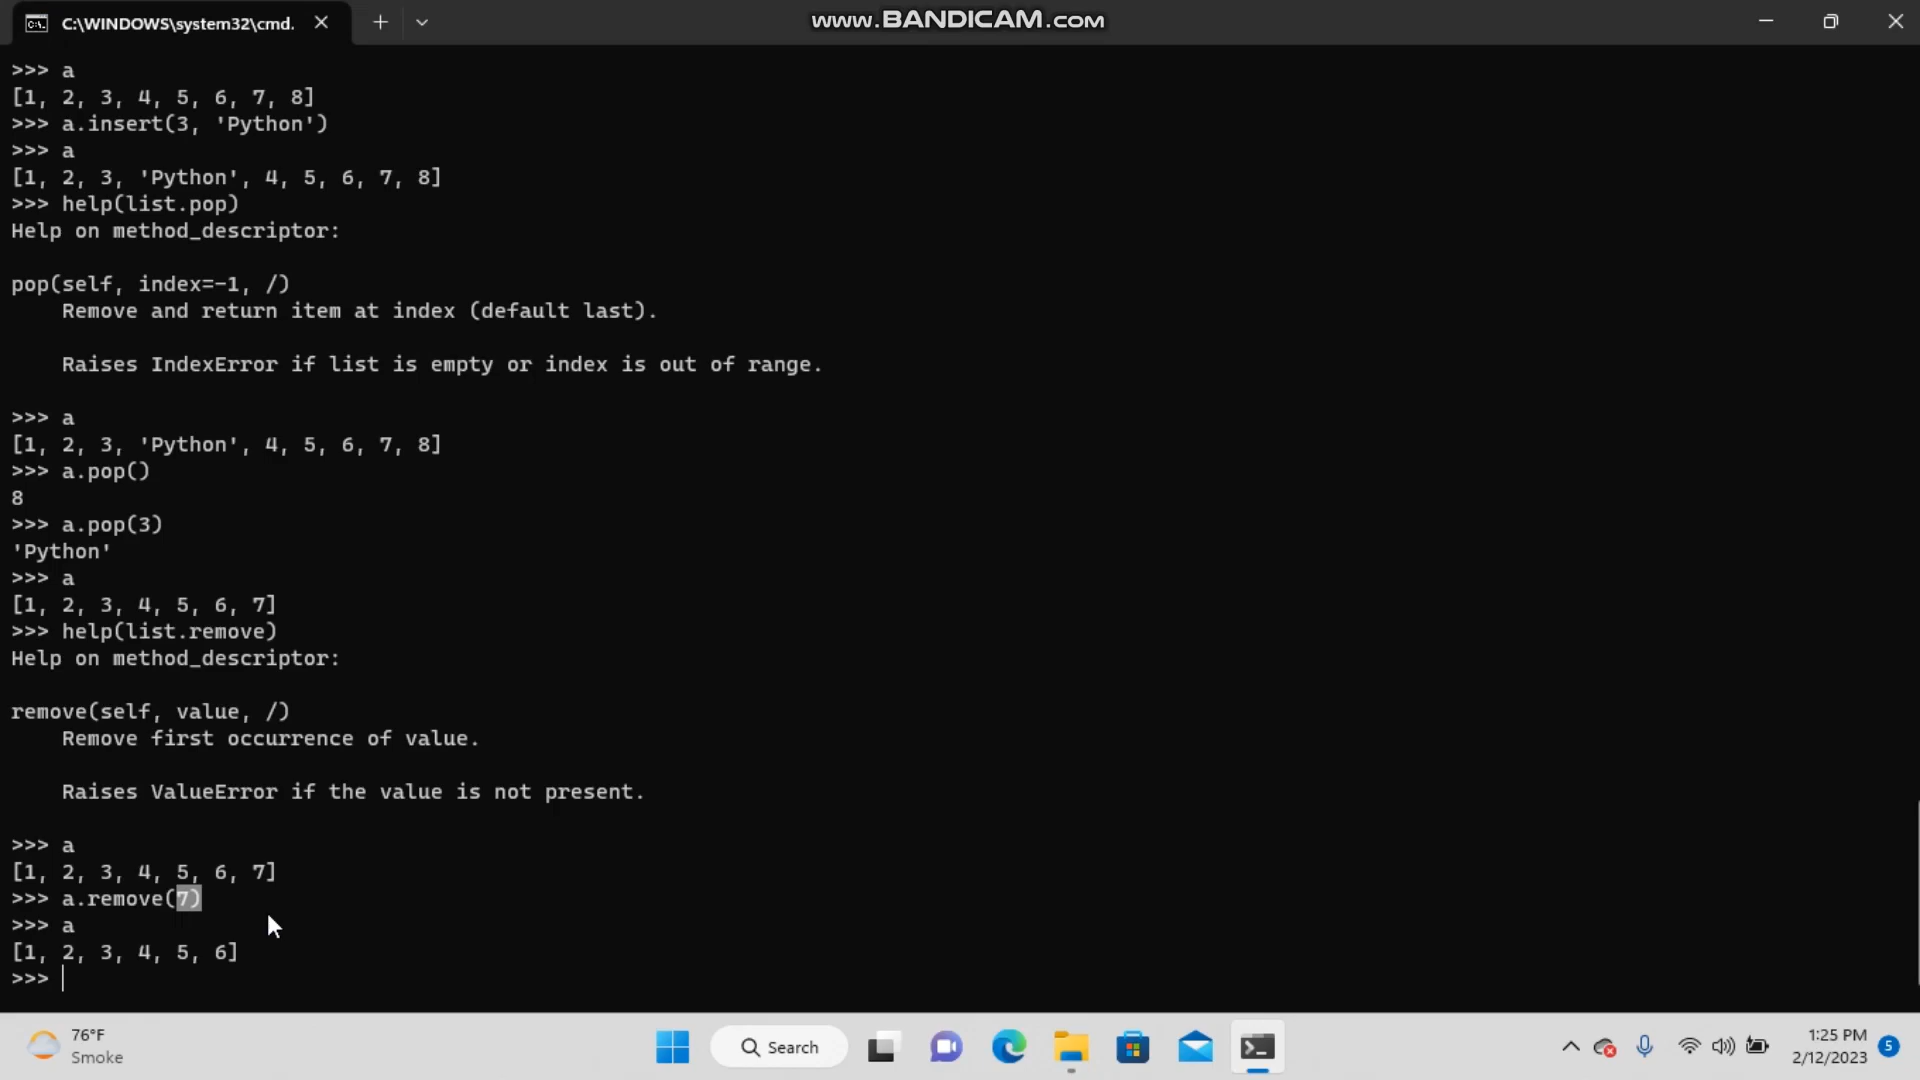 C:\WINDOWS\system32\cmd.
www.BANDICAM.com
>>> a
[1, 2, 3, 4, 5, 6, 7, 8]
>>> a.insert(3, 'Python')
>>> a
[1, 2, 3, 'Python', 4, 5, 6, 7, 8]
>>> help(list.pop)
Help on method_descriptor:
pop(self, index=-1, /)
Remove and return item at index (default last).
Raises IndexError if list is empty or index is out of range.
>>> a
[1, 2, 3, 'Python', 4, 5, 6, 7, 8]
>>> a.pop()
8
>>> a.pop(3)
'Python'
>>> a
[1, 2, 3, 4, 5, 6, 7]
>>> help(list.remove)
Help on method_descriptor:
remove(self, value, /)
Remove first occurrence of value.
Raises ValueError if the value is not present.
>>> a
[1, 2, 3, 4, 5, 6, 7]
>>> a.remove(7)
>>> a
[1, 2, 3, 4, 5, 6]
>>>
76°F
Smoke
Search
1:25 PM
2/12/2023
5